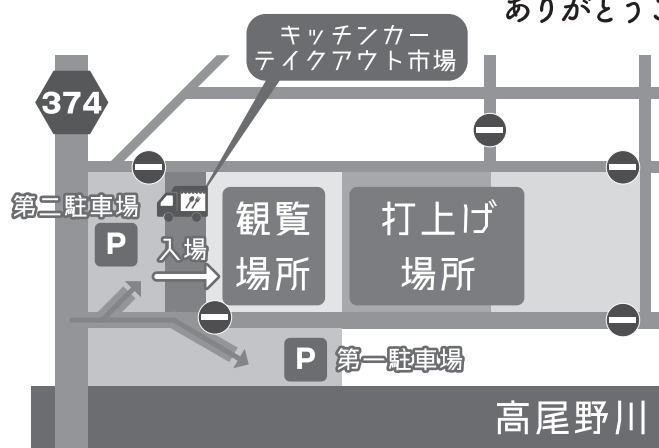 ありがとうご
キッチンカー
テイクアウト市場
374
第二駐車場
P
入場
観覧
場所
打上げ
場所
P
第一駐車場
高尾野川